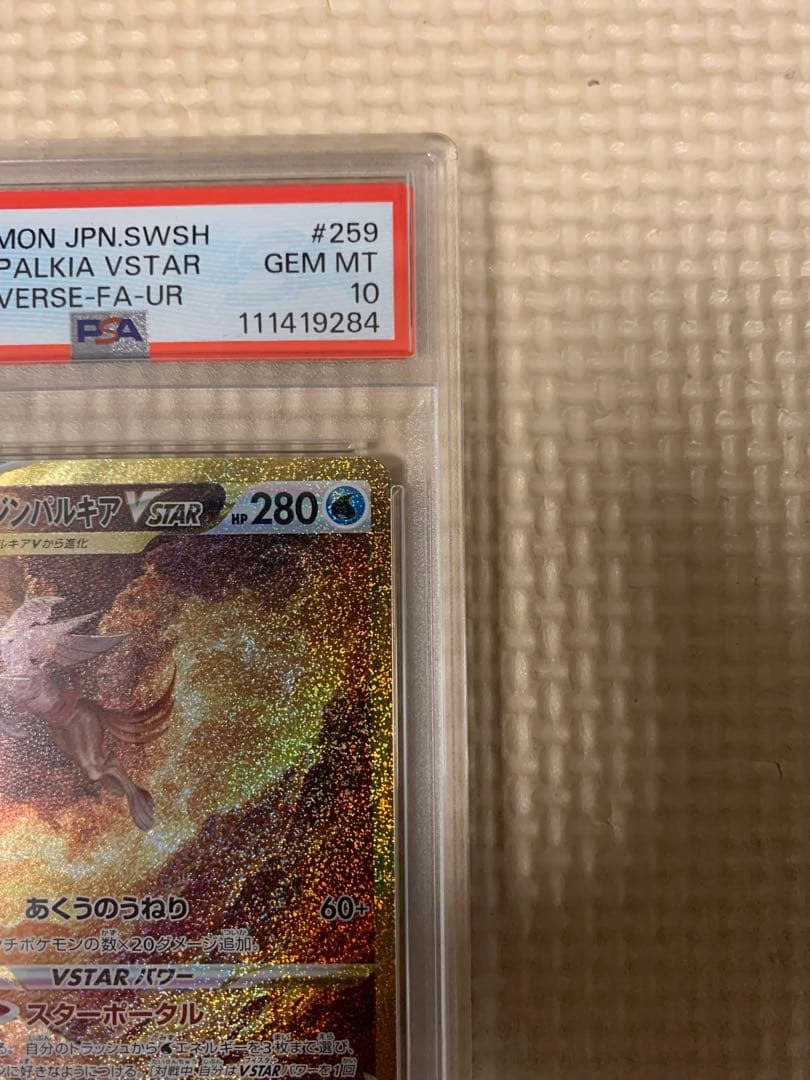 MON JPN.SWSH #259
PALKIA VSTAR GEM MT
VERSE-FA-UR 10
PSA 111419284
ジンパルキア VSTAR HP 280
ルキアVから進化
あくうのうねり 60+
ンチポケモンの数×20ダメージ追加。
VSTARパワー
スターポータル
る。自分のトラッシュから エネルギーを3枚まで選び、
ンに好きなようにつける。[対戦中、自分はVSTARパワーを1回